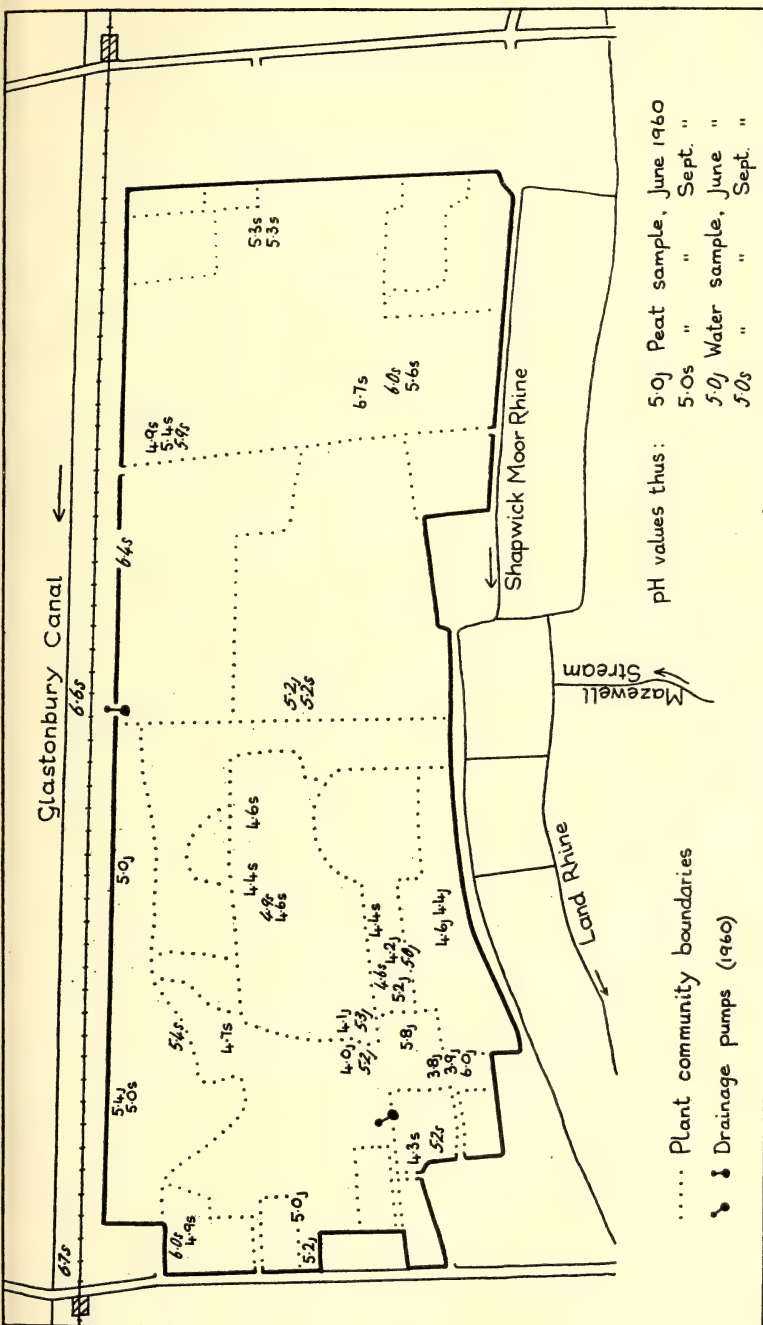 Glastonbury Canal
6·7s
6·6s
6·4s
5·4j
5·0s
5·0j
4·9s
5·4s
5·9s
6·0s
4·9s
5·4s
4·7s
4·4s
4·9s
4·6s
4·6s
5·2j
5·2s
5·3s
5·3s
5·2j
5·0j
4·0j
4·1j
5·2j
5·3j
4·4s
4·6s
4·2j
5·2j
5·0j
5·8j
4·6j
4·4j
6·7s
6·0s
5·6s
4·3s
5·2s
3·8j
3·9j
6·0j
Shapwick Moor Rhine
Mazewell
Stream
Land Rhine
Plant community boundaries
Drainage pumps (1960)
pH values thus: 5·0j Peat sample, June 1960
5·0s " " Sept. "
5·0j Water sample, June "
5·0s " " Sept. "